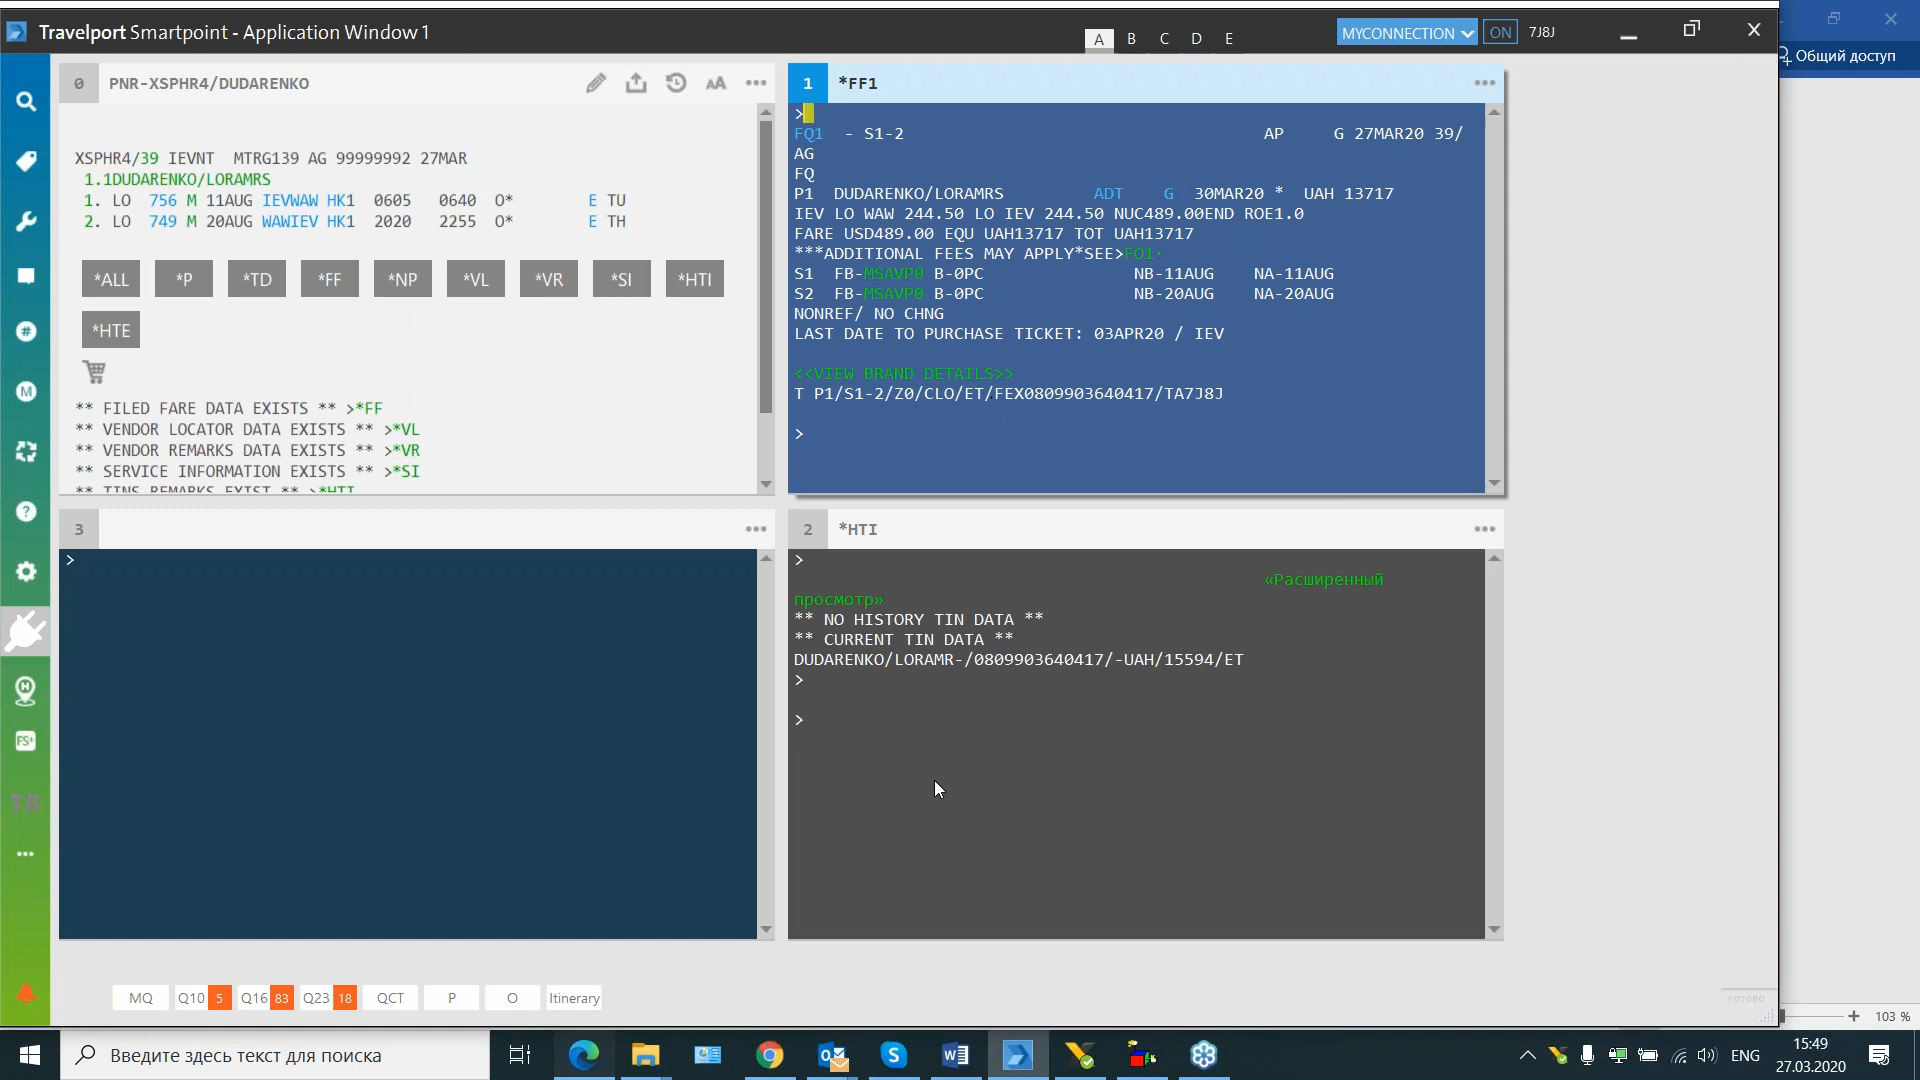 Travelport Smartpoint - Application Window 1
A B C D E
MYCONNECTION ON 7J8J
Общий доступ
0 PNR-XSPHR4/DUDARENKO
AA
XSPHR4/39 IEVNT MTRG139 AG 99999992 27MAR
1.1DUDARENKO/LORAMRS
1. LO 756 M 11AUG IEVWAW HK1 0605 0640 O* E TU
2. LO 749 M 20AUG WAWIEV HK1 2020 2255 O* E TH
*ALL *P *TD *FF *NP *VL *VR *SI *HTI
*HTE
** FILED FARE DATA EXISTS ** >*FF
** VENDOR LOCATOR DATA EXISTS ** >*VL
** VENDOR REMARKS DATA EXISTS ** >*VR
** SERVICE INFORMATION EXISTS ** >*SI
** TINS REMARKS EXIST ** >*HTI
1 *FF1
>
FQ1 - S1-2 AP G 27MAR20 39/
AG
FQ
P1 DUDARENKO/LORAMRS ADT G 30MAR20 * UAH 13717
IEV LO WAW 244.50 LO IEV 244.50 NUC489.00END ROE1.0
FARE USD489.00 EQU UAH13717 TOT UAH13717
***ADDITIONAL FEES MAY APPLY*SEE>FO1·
S1 FB-MSAVP0 B-0PC NB-11AUG NA-11AUG
S2 FB-MSAVP0 B-0PC NB-20AUG NA-20AUG
NONREF/ NO CHNG
LAST DATE TO PURCHASE TICKET: 03APR20 / IEV
<<VIEW BRAND DETAILS>>
T P1/S1-2/Z0/CLO/ET/FEX0809903640417/TA7J8J
>
3
>
2 *HTI
>
«Расширенный
просмотр»
** NO HISTORY TIN DATA **
** CURRENT TIN DATA **
DUDARENKO/LORAMR-/0809903640417/-UAH/15594/ET
>
>
M
H
FS+
TB
MQ Q10 5 Q16 83 Q23 18 QCT P O Itinerary
готово
103 %
Введите здесь текст для поиска
ENG
15:49
27.03.2020